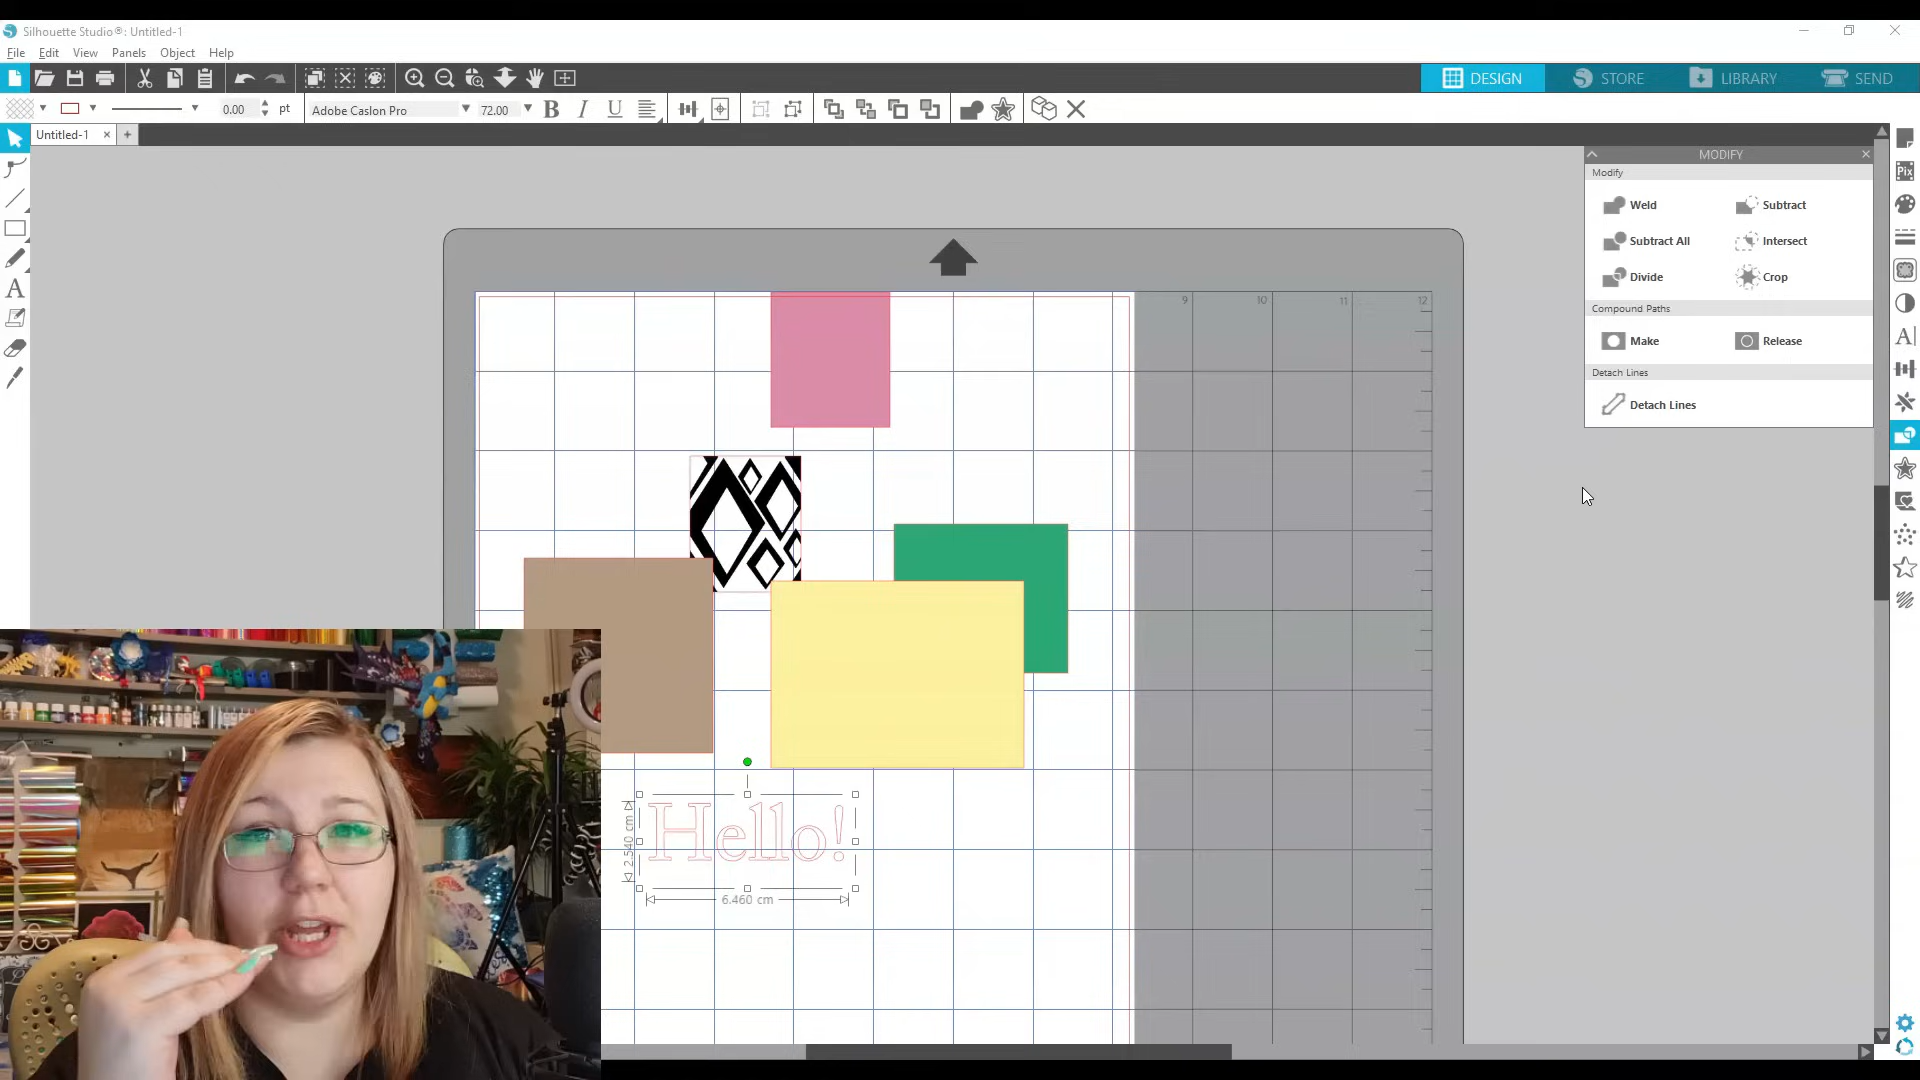 Silhouette Studio®: Untitled-1
File Edit View Panels Object Help
DESIGN STORE LIBRARY SEND
0.00 pt Adobe Caslon Pro 72.00 B I U
Untitled-1
MODIFY
Modify
Weld Subtract
Subtract All Intersect
Divide Crop
Compound Paths
Make Release
Detach Lines
Detach Lines
Pix
A
A
9 10 11 12
Hello!
2.540 cm
6.460 cm